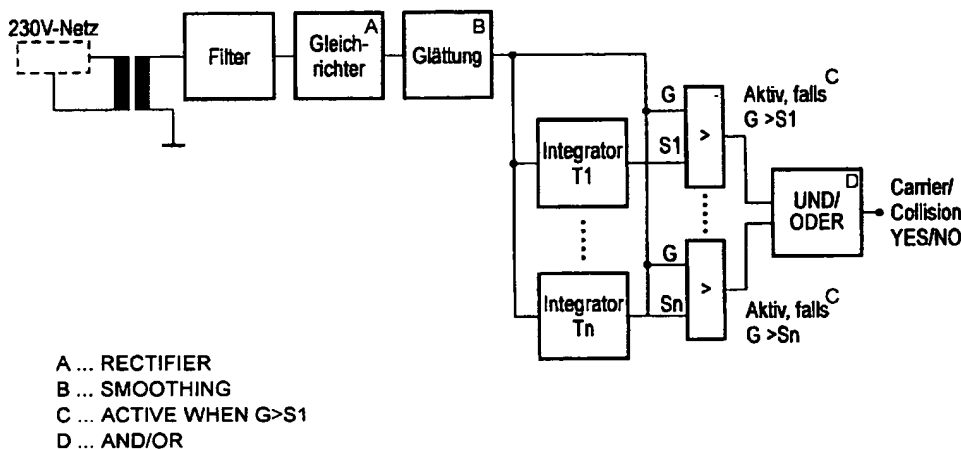 230V-Netz
Filter
A
Gleich-
richter
B
Glättung
G
S1
>
C
Aktiv, falls
G >S1
Integrator
T1
D
UND/
ODER
Carrier/
Collision
YES/NO
G
Sn
>
C
Aktiv, falls
G >Sn
Integrator
Tn
A ... RECTIFIER
B ... SMOOTHING
C ... ACTIVE WHEN G>S1
D ... AND/OR